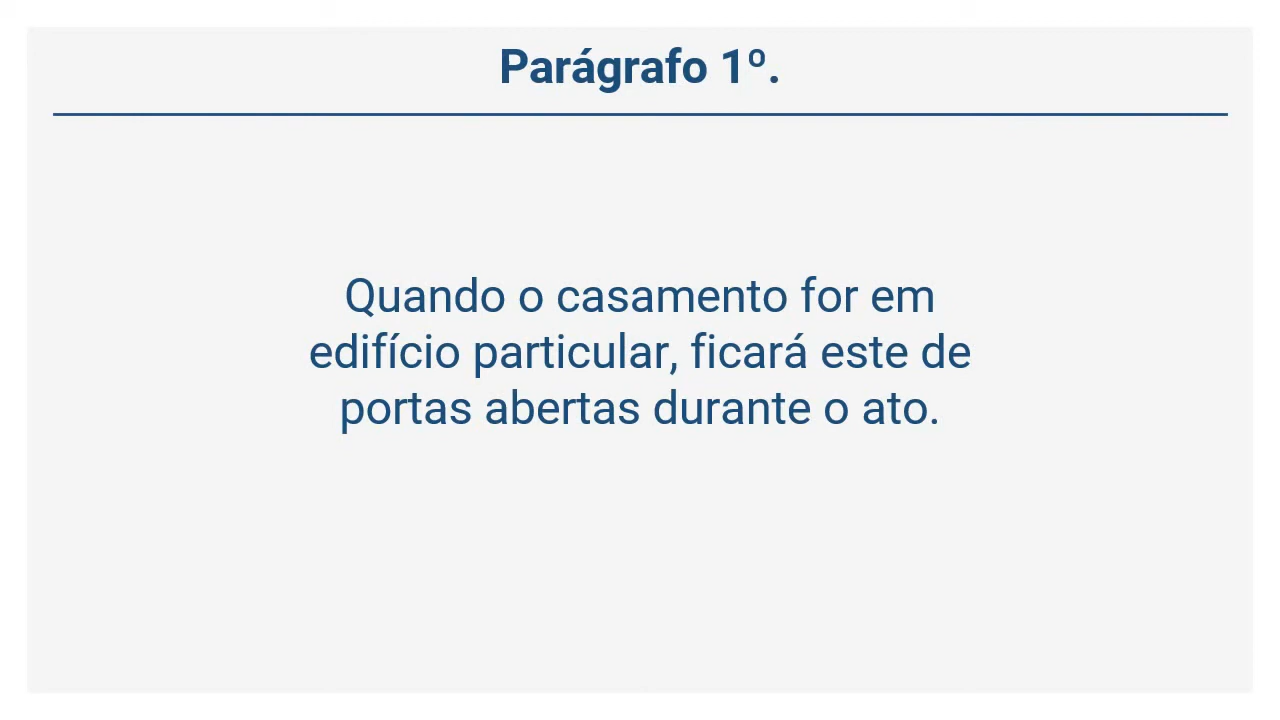 Parágrafo 1º.
Quando o casamento for em
edifício particular, ficará este de
portas abertas durante o ato.